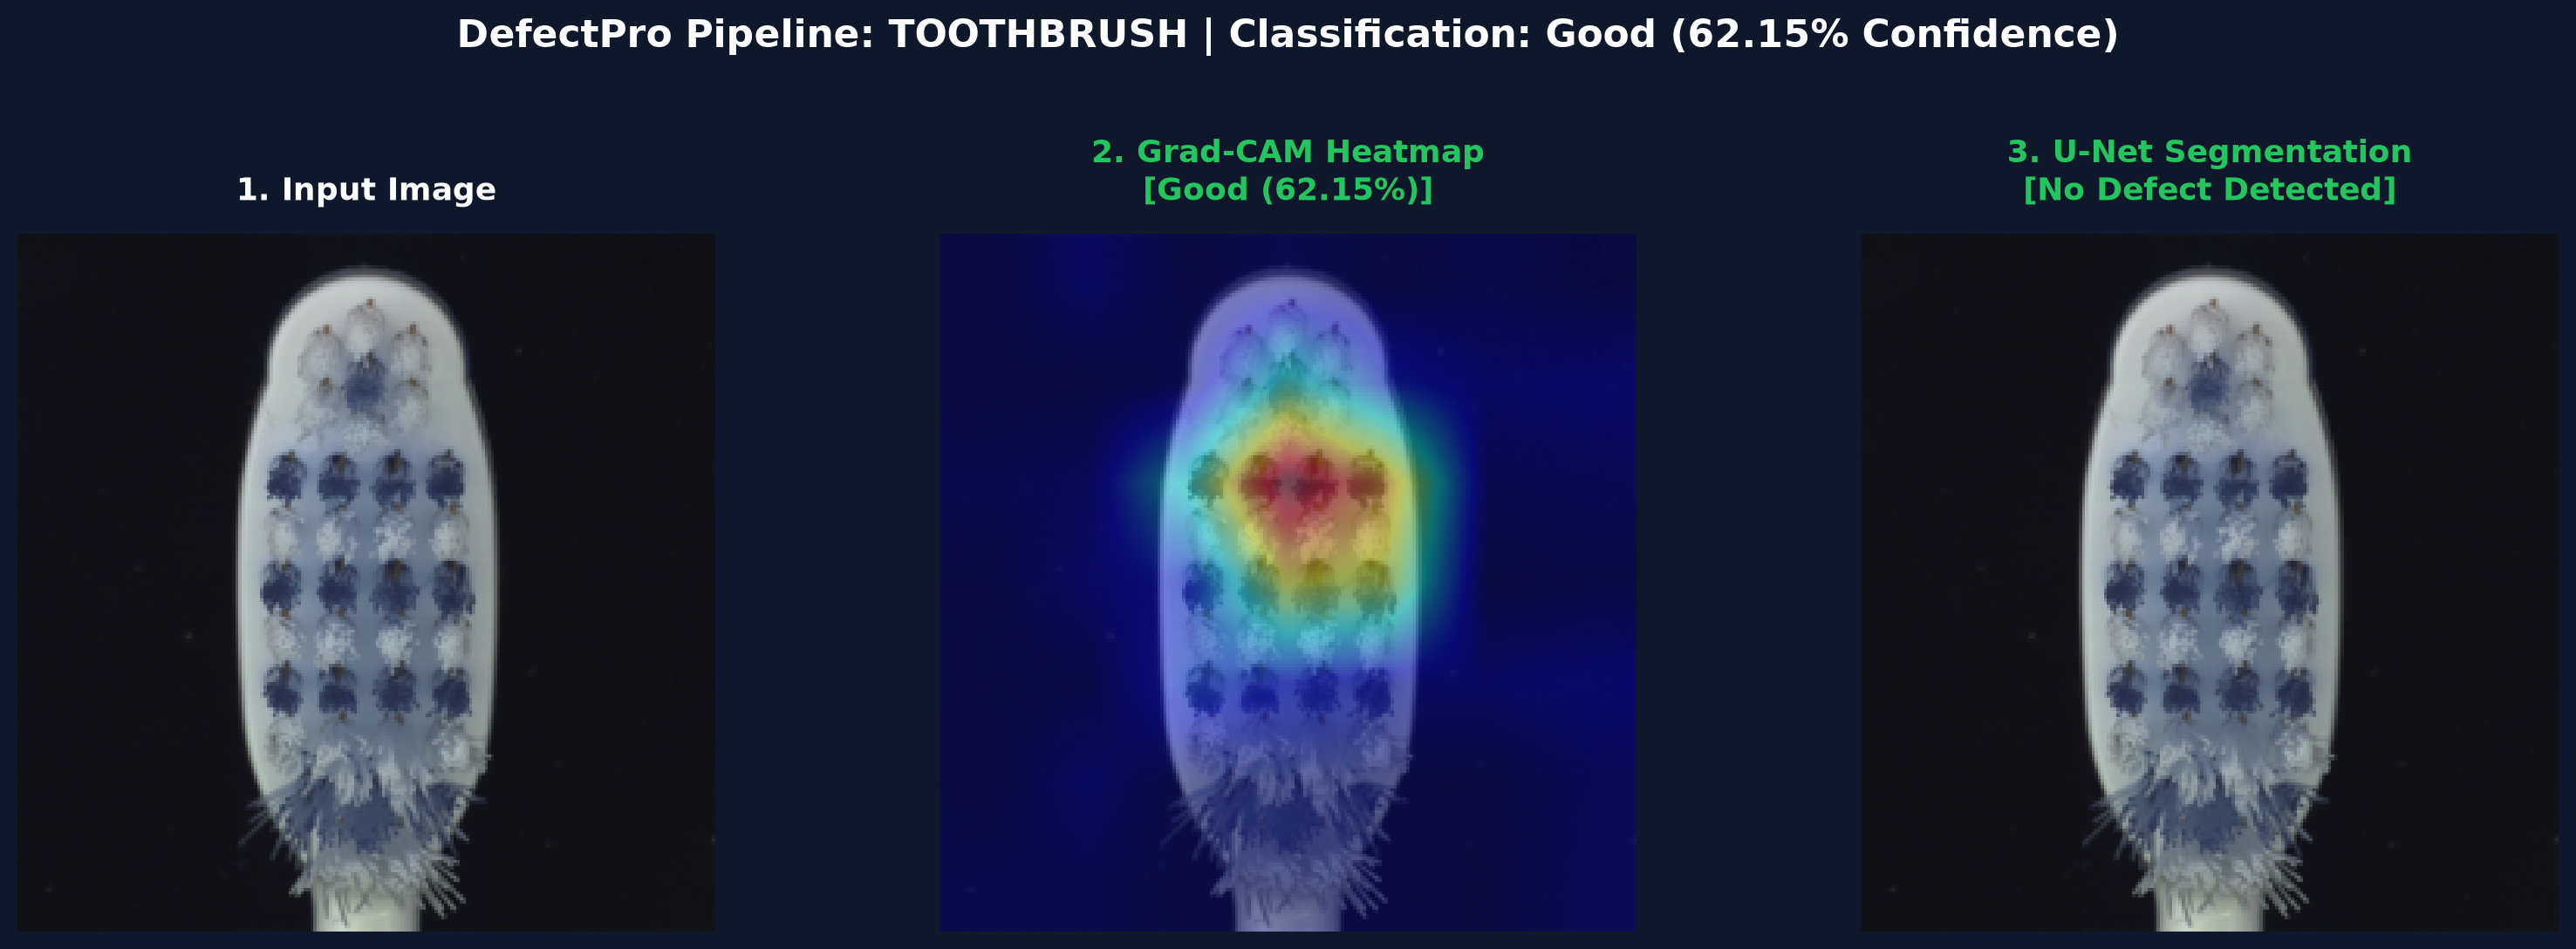 DefectPro Pipeline: TOOTHBRUSH | Classification: Good (62.15% Confidence)
1. Input Image
2. Grad-CAM Heatmap
[Good (62.15%)]
3. U-Net Segmentation
[No Defect Detected]